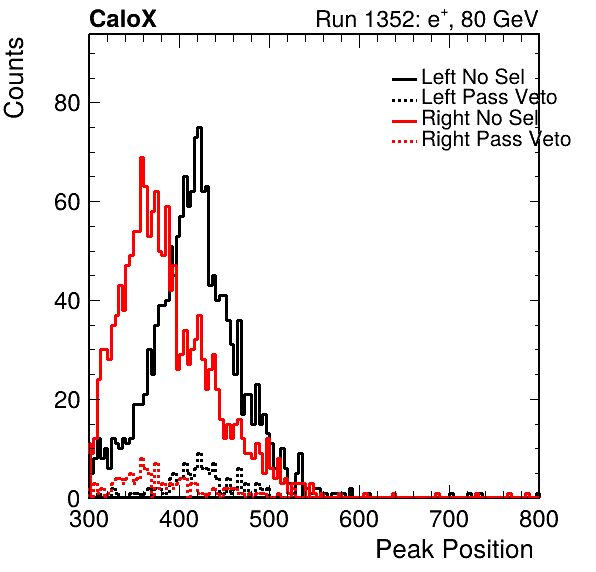 CaloX Run 1352: e+, 80 GeV
Counts
Left No Sel
Left Pass Veto
Right No Sel
Right Pass Veto
80
60
40
20
0
300 400 500 600 700 800
Peak Position